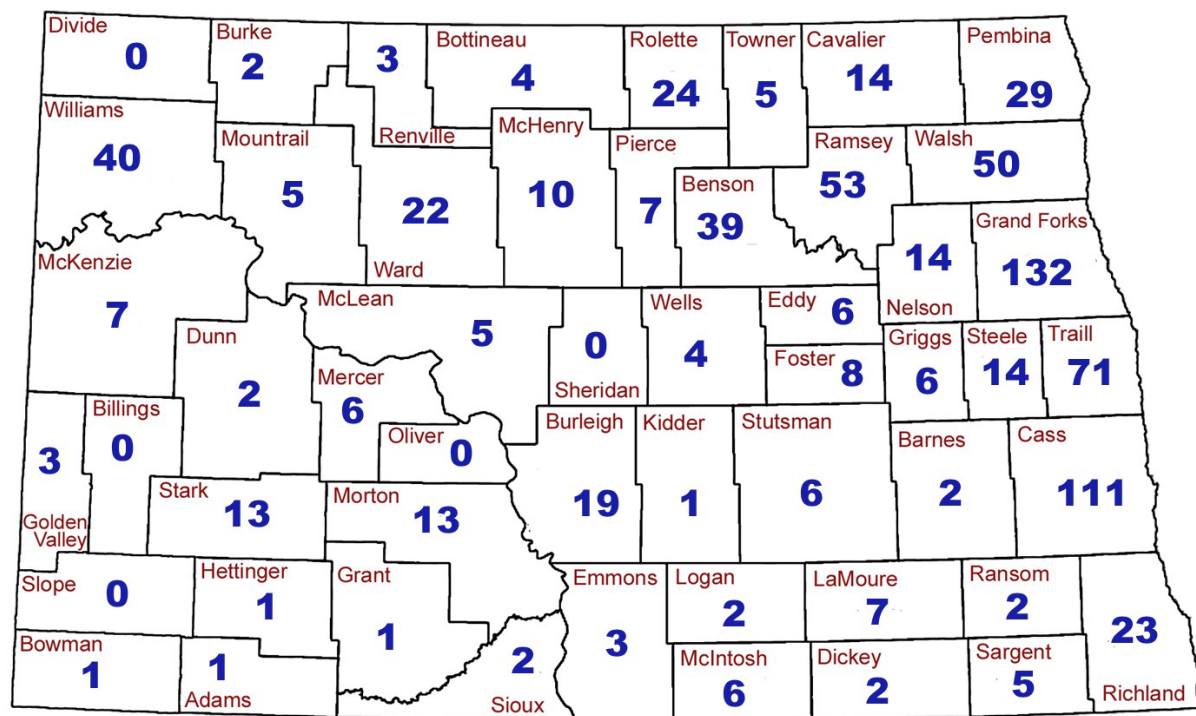 Divide
0
Burke
2
3
Renville
Bottineau
4
Rolette
24
Towner
5
Cavalier
14
Pembina
29
Williams
40
Mountrail
5
22
Ward
McHenry
10
Pierce
7
Benson
39
Ramsey
53
Walsh
50
14
Nelson
Grand Forks
132
McKenzie
7
Dunn
2
McLean
5
0
Sheridan
Wells
4
Eddy
6
Foster
8
Griggs
6
Steele
14
Traill
71
Mercer
6
Oliver
0
3
Golden
Valley
Billings
0
Stark
13
Morton
13
Burleigh
19
Kidder
1
Stutsman
6
Barnes
2
Cass
111
Slope
0
Hettinger
1
Grant
1
Bowman
1
1
Adams
2
Sioux
Emmons
3
Logan
2
LaMoure
7
Ransom
2
23
Richland
McIntosh
6
Dickey
2
Sargent
5